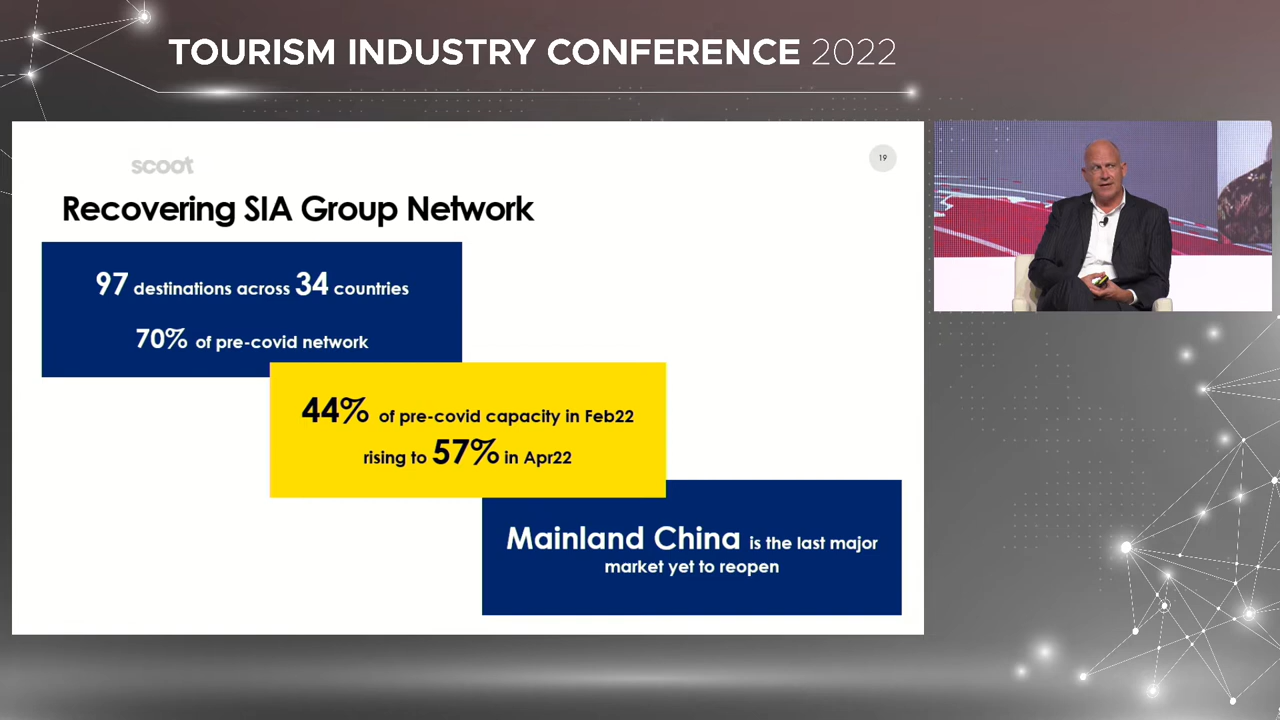 TOURISM INDUSTRY CONFERENCE 2022
scoot
19
Recovering SIA Group Network
97 destinations across 34 countries
70% of pre-covid network
44% of pre-covid capacity in Feb22
rising to 57% in Apr22
Mainland China is the last major
market yet to reopen